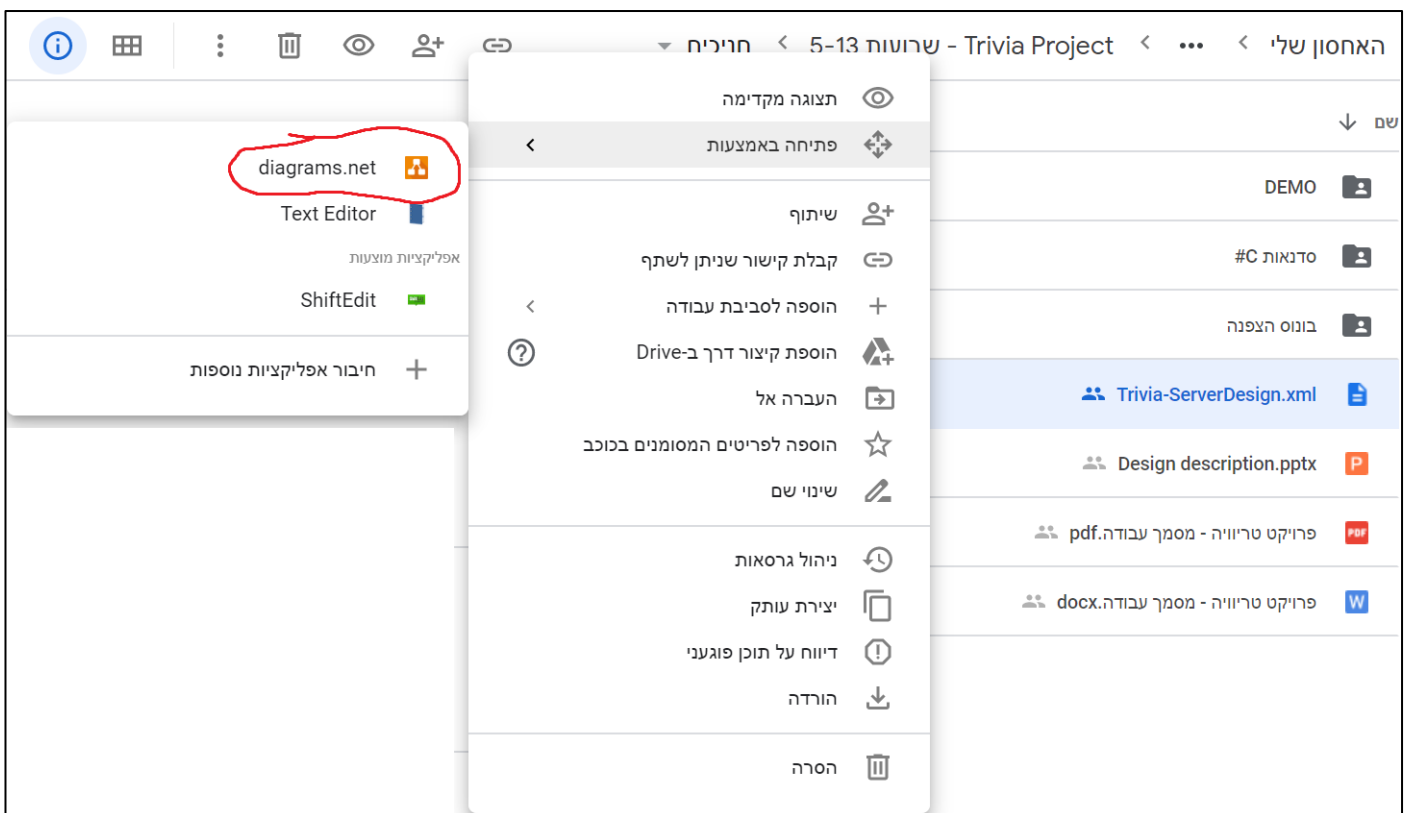 האחסון שלי > ••• > שבועות 5-13 - Trivia Project > חניכים
שם
DEMO
סדנאות C#
בונוס הצפנה
Trivia-ServerDesign.xml
Design description.pptx
פרויקט טריוויה - מסמך עבודה.pdf
פרויקט טריוויה - מסמך עבודה.docx
תצוגה מקדימה
פתיחה באמצעות
שיתוף
קבלת קישור שניתן לשתף
הוספה לסביבת עבודה
הוספת קיצור דרך ב-Drive
העברה אל
הוספה לפריטים המסומנים בכוכב
שינוי שם
ניהול גרסאות
יצירת עותק
דיווח על תוכן פוגעני
הורדה
הסרה
diagrams.net
Text Editor
אפליקציות מוצעות
ShiftEdit
חיבור אפליקציות נוספות